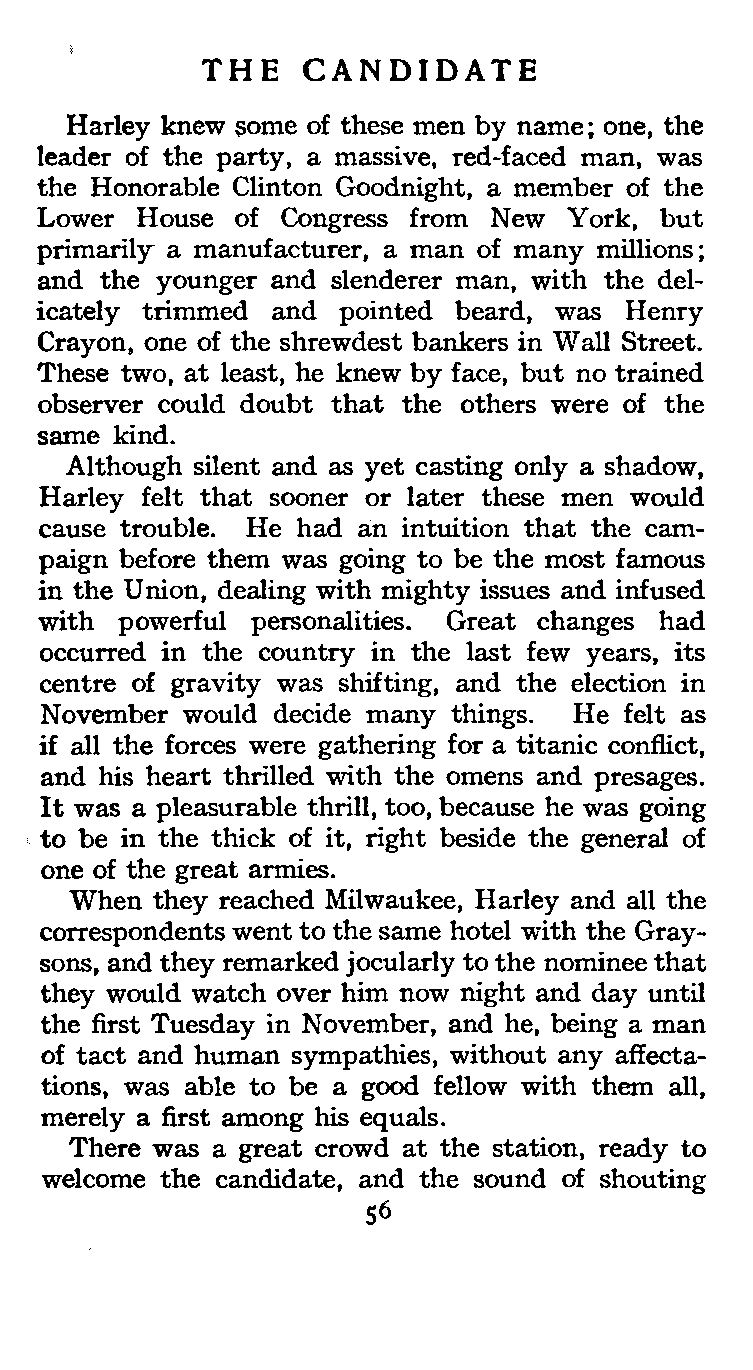 THE CANDIDATE
Harley knew some of these men by name; one, the
leader of the party, a massive, red-faced man, was
the Honorable Clinton Goodnight, a member of the
Lower House of Congress from New York, but
primarily a manufacturer, a man of many millions;
and the younger and slenderer man, with the del-
icately trimmed and pointed beard, was Henry
Crayon, one of the shrewdest bankers in Wall Street.
These two, at least, he knew by face, but no trained
observer could doubt that the others were of the
same kind.
Although silent and as yet casting only a shadow,
Harley felt that sooner or later these men would
cause trouble. He had an intuition that the cam-
paign before them was going to be the most famous
in the Union, dealing with mighty issues and infused
with powerful personalities. Great changes had
occurred in the country in the last few years, its
centre of gravity was shifting, and the election in
November would decide many things. He felt as
if all the forces were gathering for a titanic conflict,
and his heart thrilled with the omens and presages.
It was a pleasurable thrill, too, because he was going
to be in the thick of it, right beside the general of
one of the great armies.
When they reached Milwaukee, Harley and all the
correspondents went to the same hotel with the Gray-
sons, and they remarked jocularly to the nominee that
they would watch over him now night and day until
the first Tuesday in November, and he, being a man
of tact and human sympathies, without any affecta-
tions, was able to be a good fellow with them all,
merely a first among his equals.
There was a great crowd at the station, ready to
welcome the candidate, and the sound of shouting
56